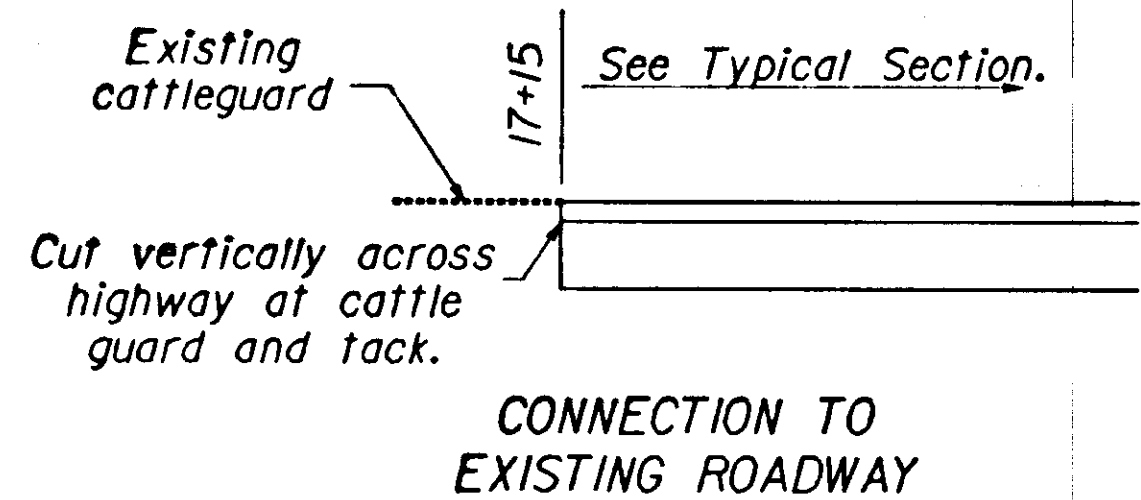 Existing
cattleguard
17+15
See Typical Section.
Cut vertically across
highway at cattle
guard and tack.
CONNECTION TO
EXISTING ROADWAY